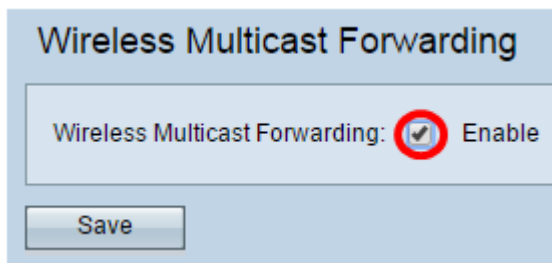 Wireless Multicast Forwarding
Wireless Multicast Forwarding: Enable
Save